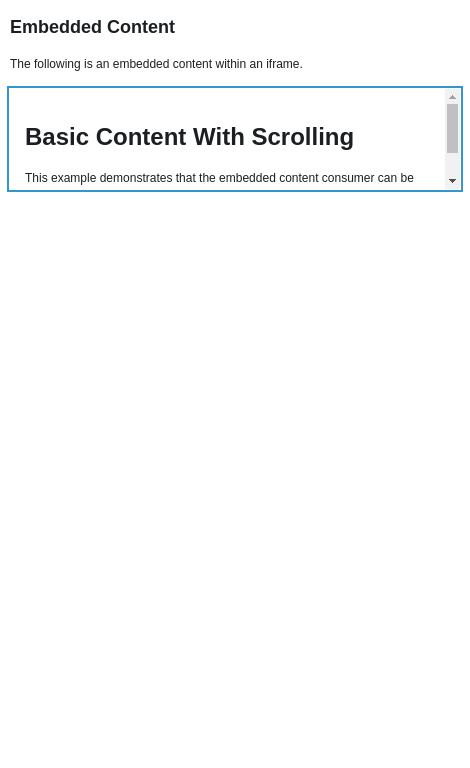 Embedded Content
The following is an embedded content within an iframe.
Basic Content With Scrolling
This example demonstrates that the embedded content consumer can be